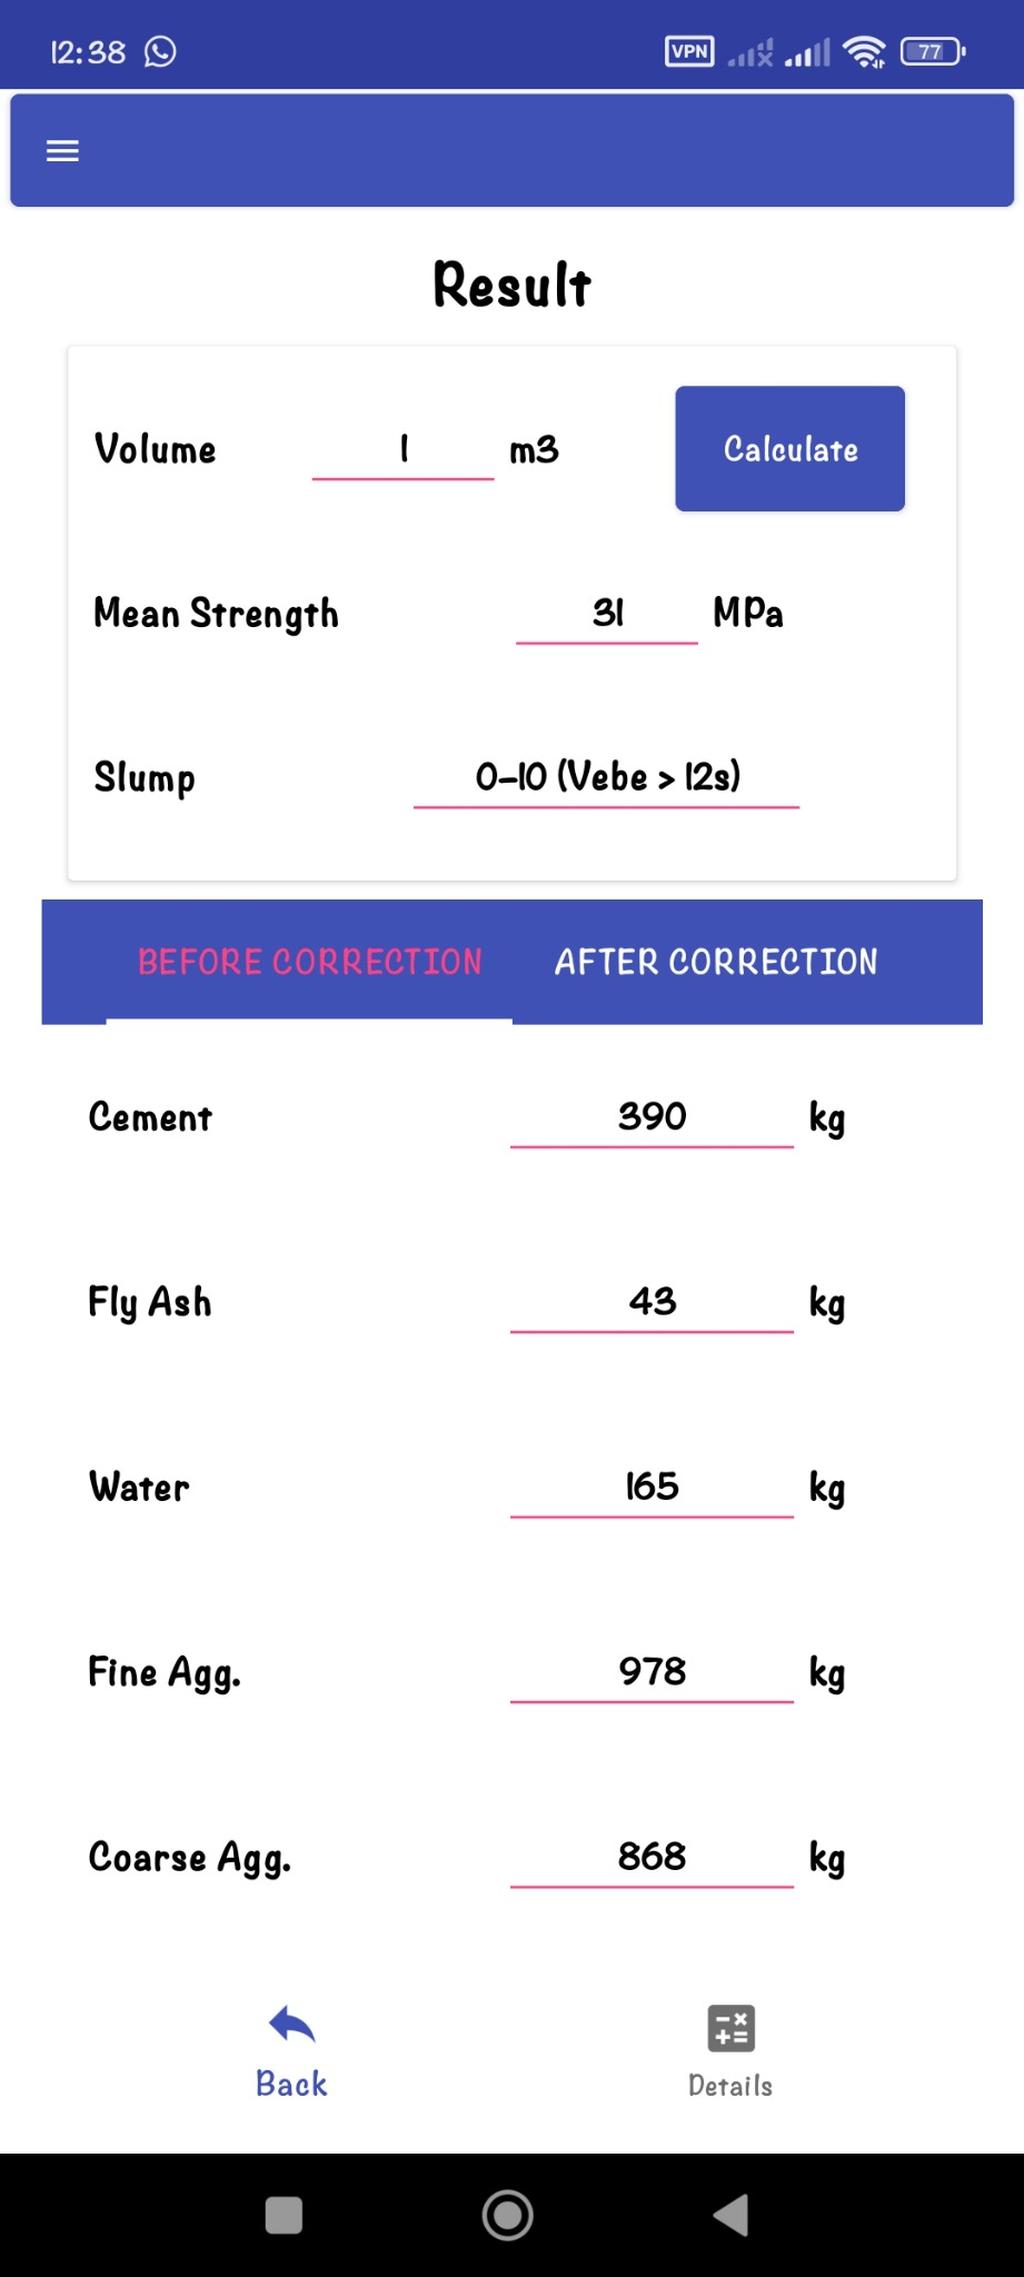 12:38 VPN 77
Result
Volume 1 m3 Calculate
Mean Strength 31 MPa
Slump 0-10 (Vebe > 12s)
BEFORE CORRECTION AFTER CORRECTION
Cement 390 kg
Fly Ash 43 kg
Water 165 kg
Fine Agg. 978 kg
Coarse Agg. 868 kg
Back Details